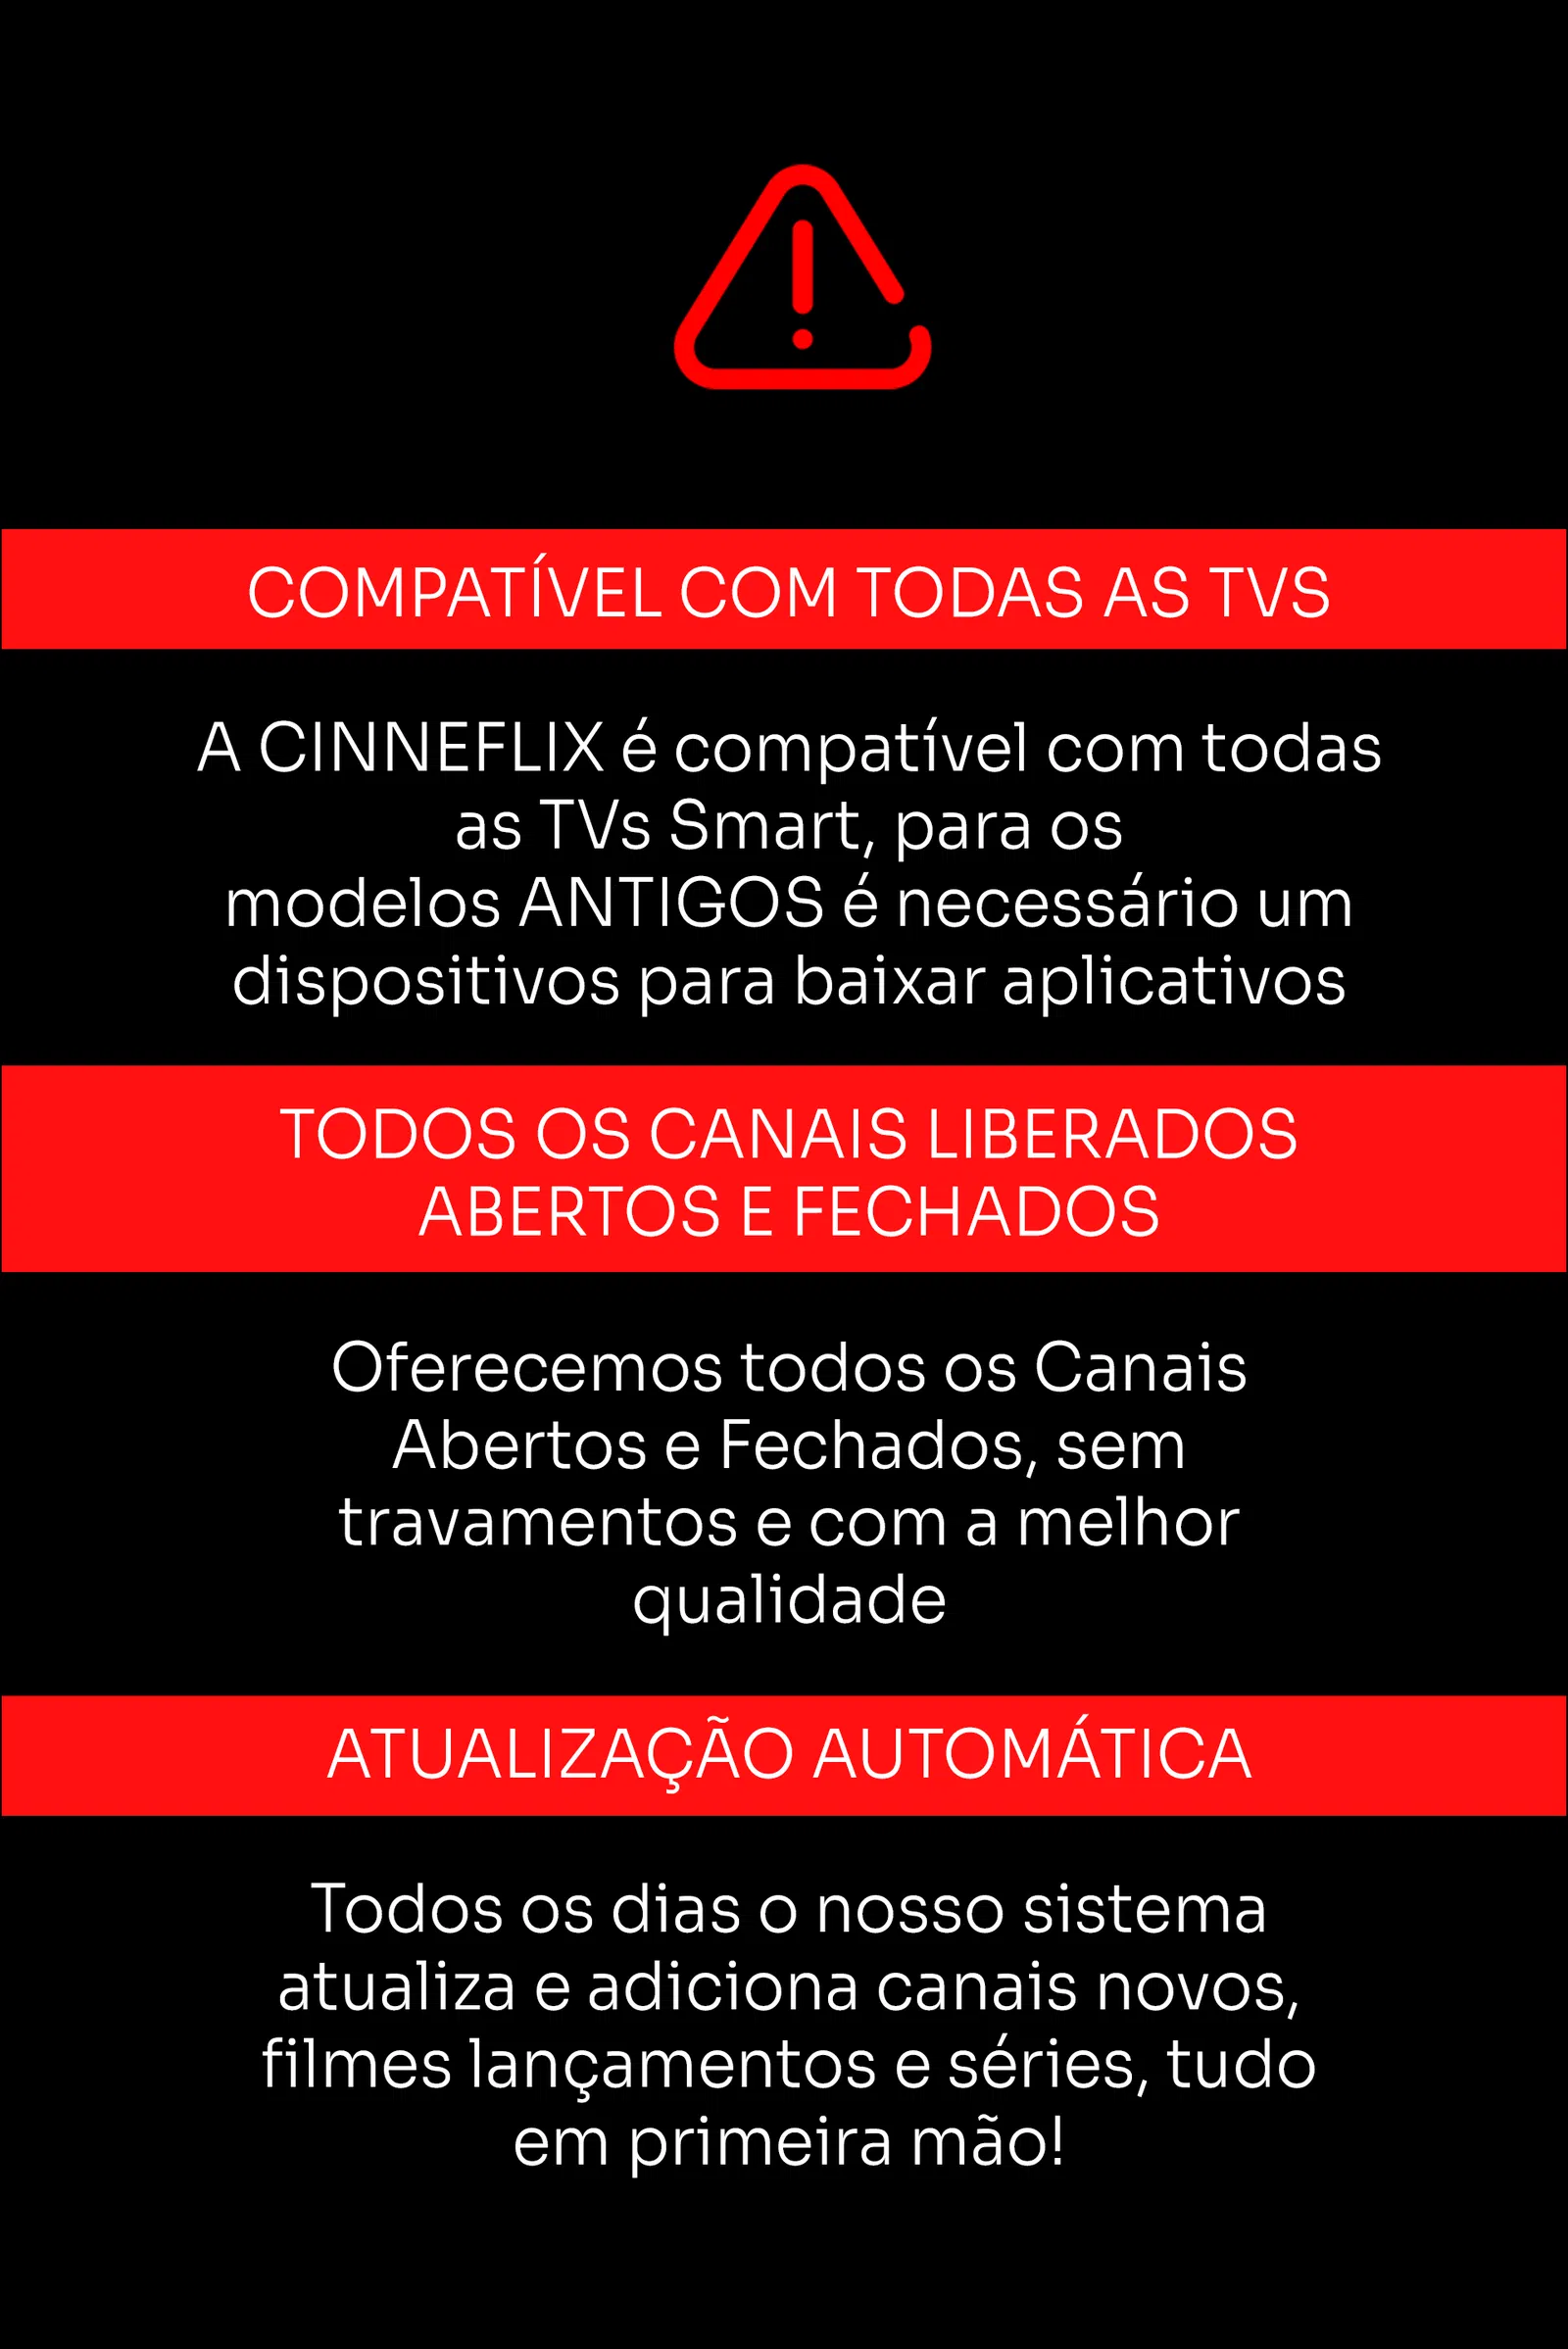 COMPATÍVEL COM TODAS AS TVS
A CINNEFLIX é compatível com todas
as TVs Smart, para os
modelos ANTIGOS é necessário um
dispositivos para baixar aplicativos
TODOS OS CANAIS LIBERADOS
ABERTOS E FECHADOS
Oferecemos todos os Canais
Abertos e Fechados, sem
travamentos e com a melhor
qualidade
ATUALIZAÇÃO AUTOMÁTICA
Todos os dias o nosso sistema
atualiza e adiciona canais novos,
filmes lançamentos e séries, tudo
em primeira mão!